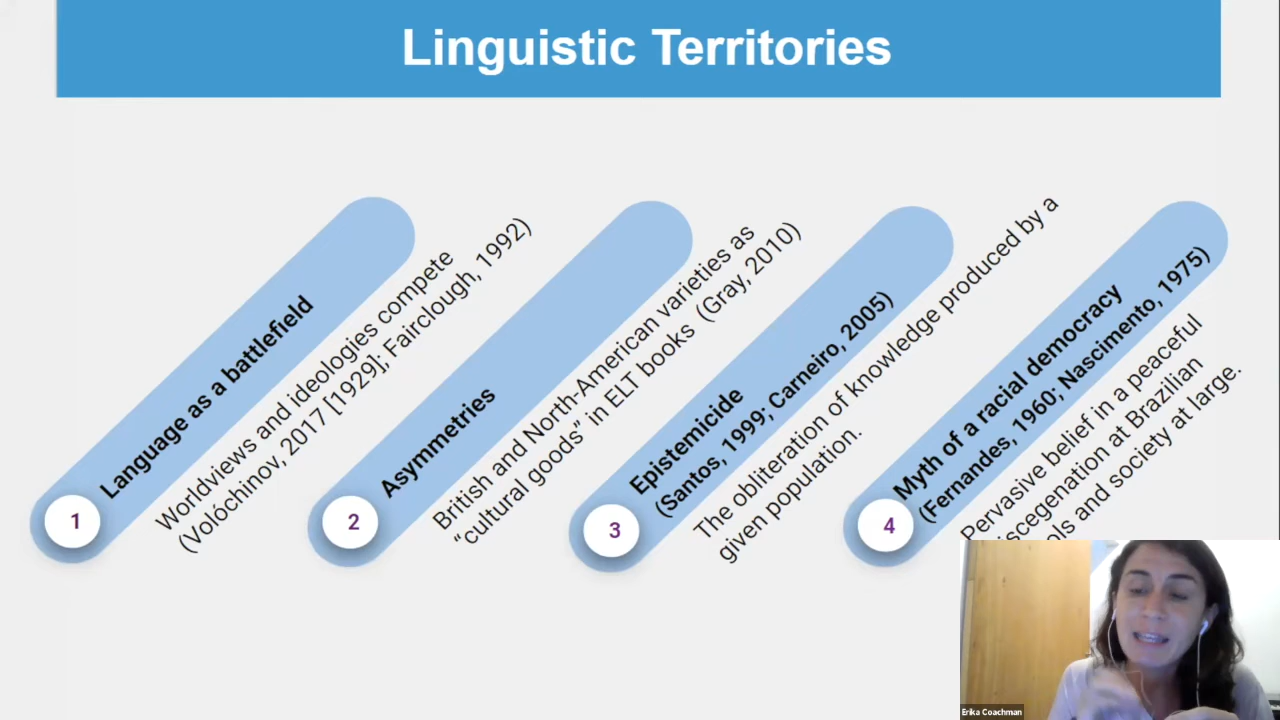 Linguistic Territories
1
Language as a battlefield
Worldviews and ideologies compete
(Volóchinov, 2017 [1929]; Fairclough, 1992)
2
Asymmetries
British and North-American varieties as
“cultural goods” in ELT books (Gray, 2010)
3
Epistemicide
(Santos, 1999; Carneiro, 2005)
The obliteration of knowledge produced by a
given population.
4
Myth of a racial democracy
(Fernandes, 1960; Nascimento, 1975)
Pervasive belief in a peaceful
at Brazilian
and society at large.
Erika Coachman